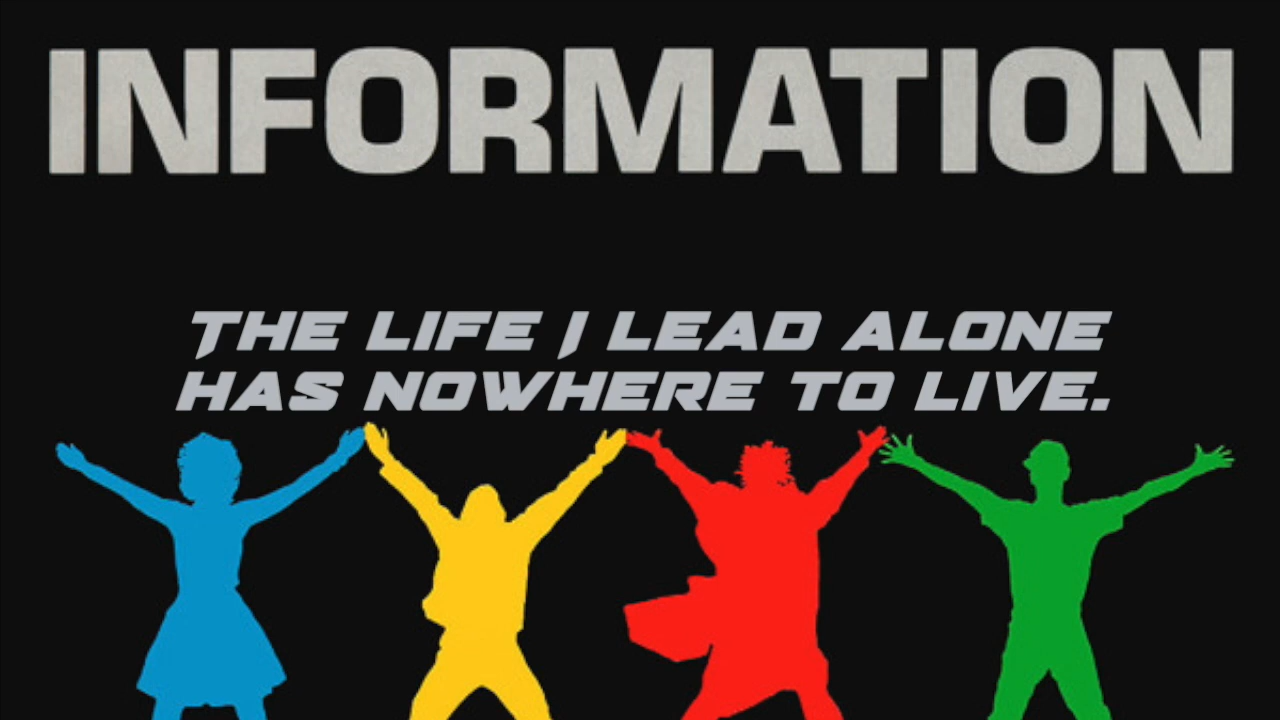 INFORMATION
THE LIFE I LEAD ALONE
HAS NOWHERE TO LIVE.